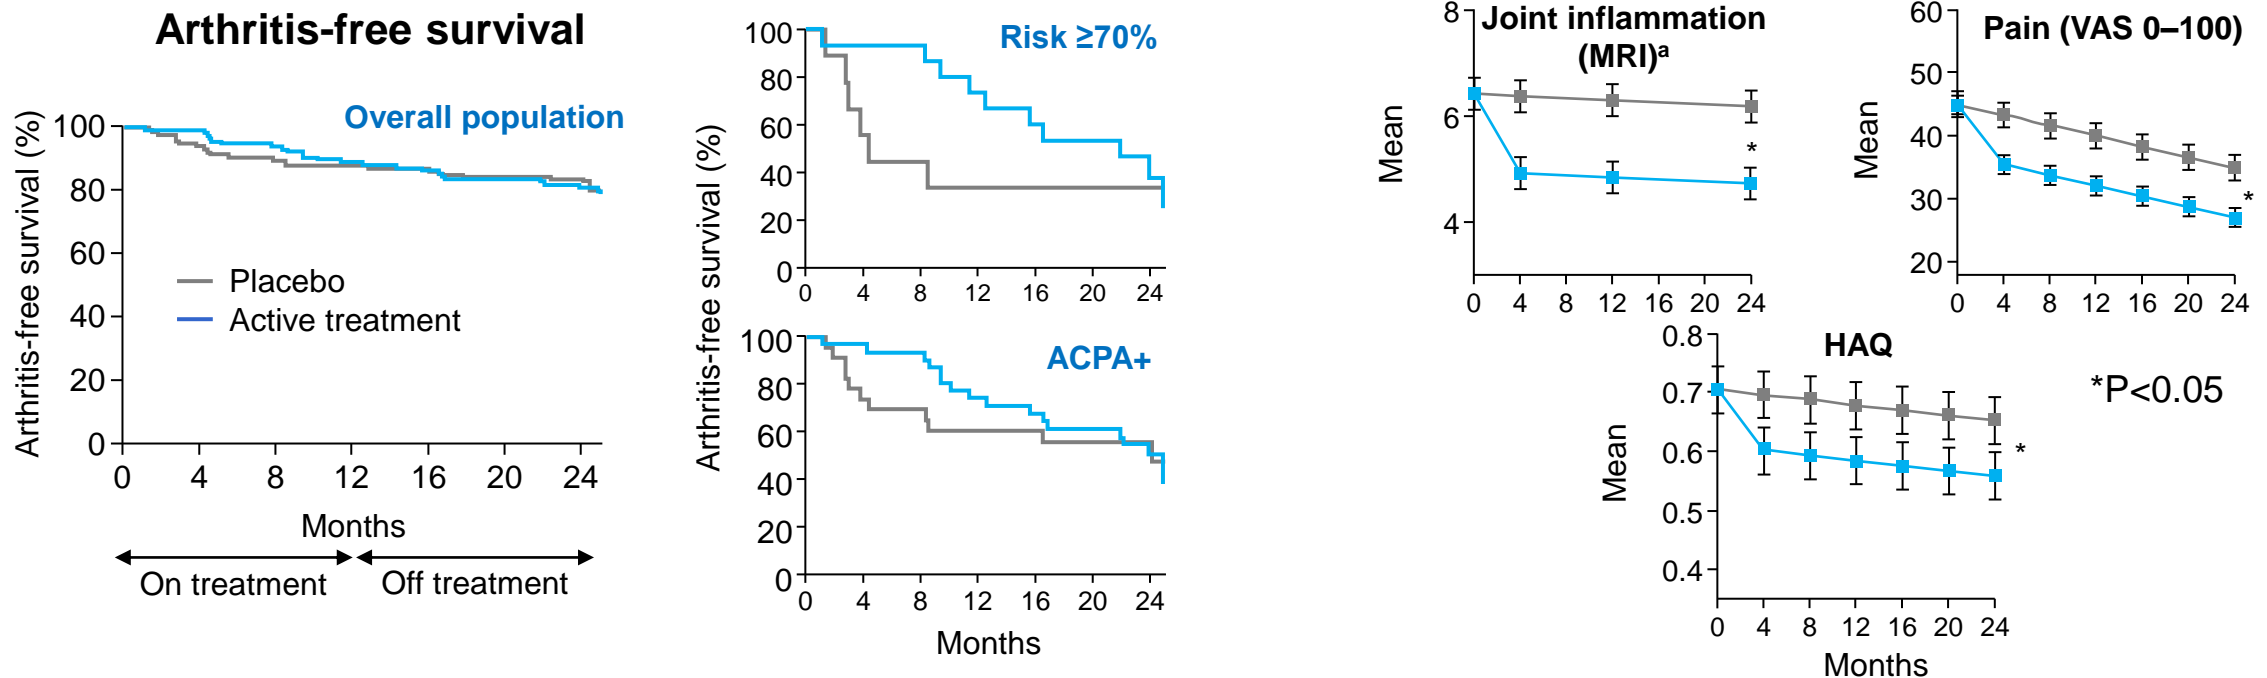 Arthritis-free survival
Overall population
Arthritis-free survival (%)
100
80
60
40
20
0
Placebo
Active treatment
0 4 8 12 16 20 24
Months
On treatment Off treatment
Risk ≥70%
Arthritis-free survival (%)
100
80
60
40
20
0
0 4 8 12 16 20 24
ACPA+
100
80
60
40
20
0
0 4 8 12 16 20 24
Months
Joint inflammation
(MRI)ᵃ
Mean
8
6
4
*
0 4 8 12 16 20 24
Pain (VAS 0–100)
Mean
60
50
40
30
20
*
0 4 8 12 16 20 24
HAQ
Mean
0.8
0.7
0.6
0.5
0.4
*
0 4 8 12 16 20 24
Months
*P<0.05